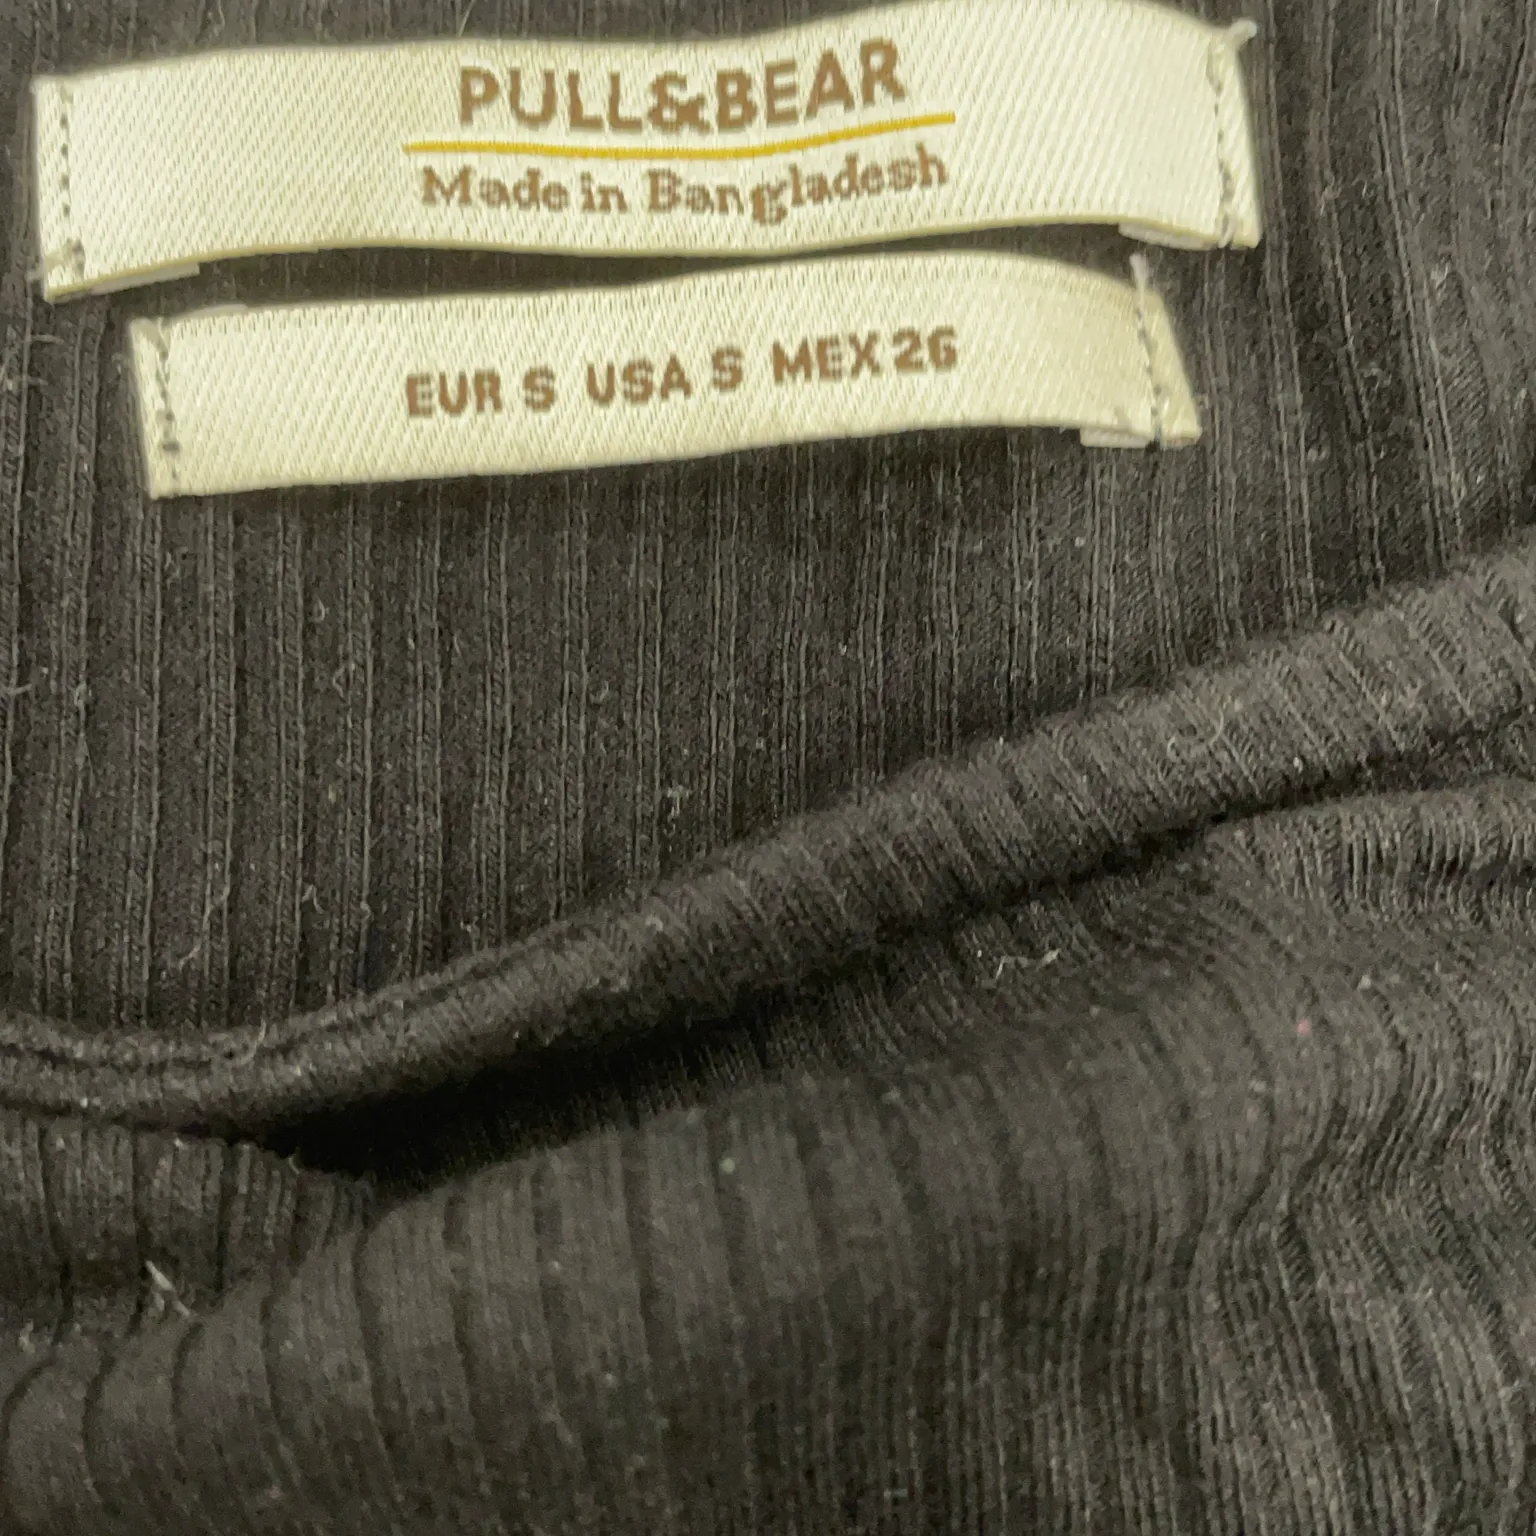 PULL&BEAR
Made in Bangladesh
EUR S USA S MEX 26